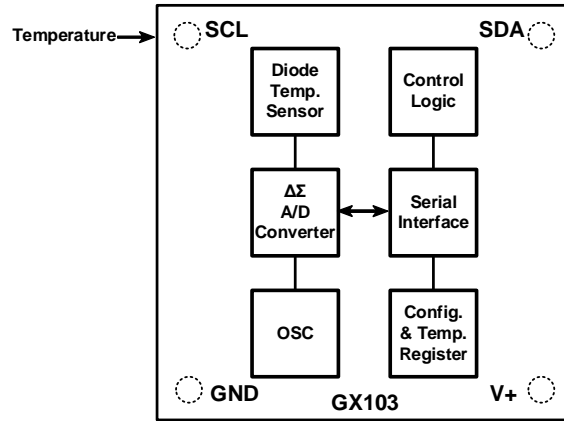 Temperature
SCL
SDA
Diode
Temp.
Sensor
Control
Logic
ΔΣ
A/D
Converter
Serial
Interface
OSC
Config.
& Temp.
Register
GND
V+
GX103